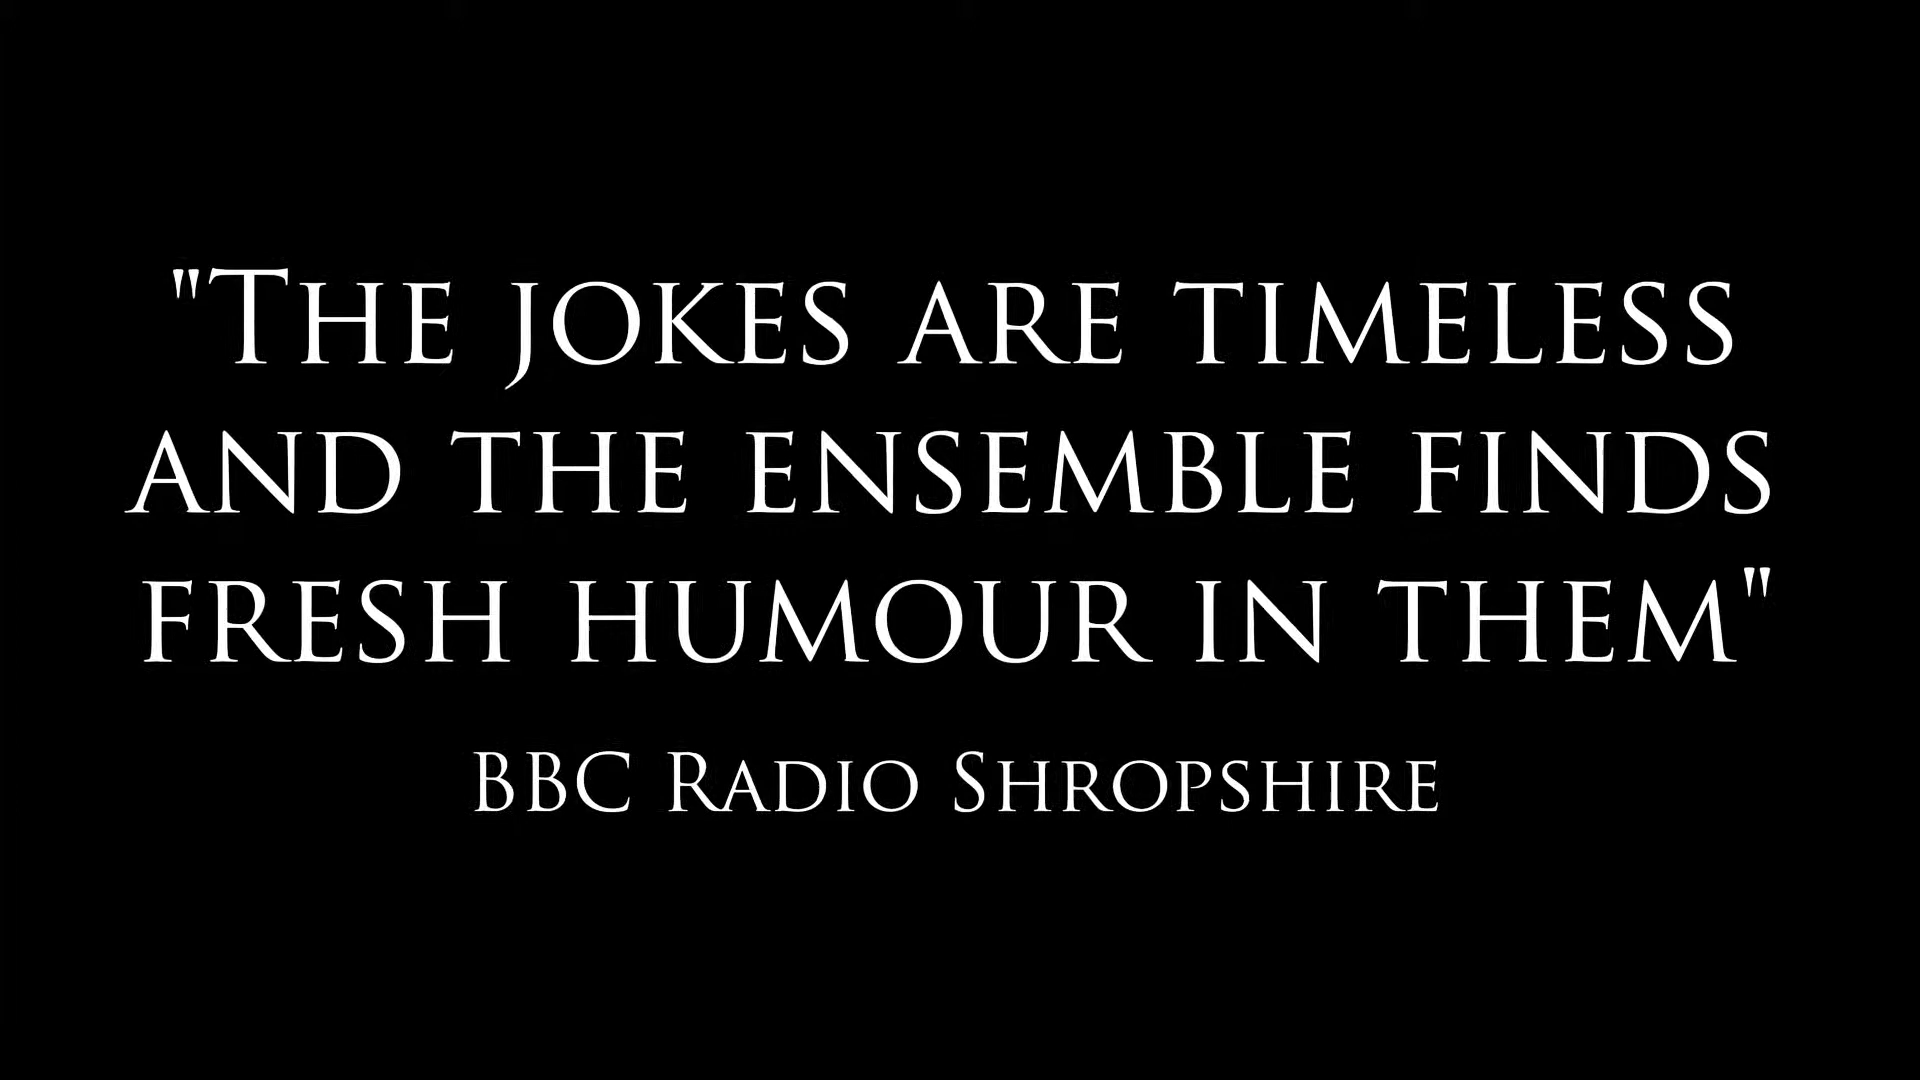 "The jokes are timeless
and the ensemble finds
fresh humour in them"
BBC Radio Shropshire